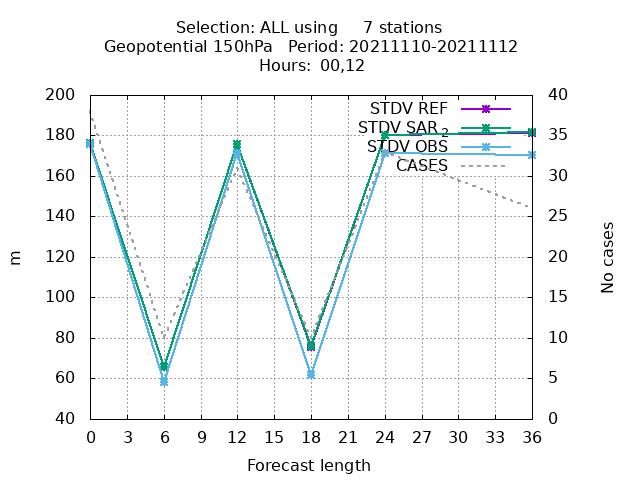 Selection: ALL using     7 stations
Geopotential 150hPa   Period: 20211110-20211112
Hours:  00,12
200 40
STDV REF
180 STDV SAR 2 35
STDV OBS
160 CASES 30
140 25
120 20
100 15
80 10
60 5
40 0
m
No cases
0 3 6 9 12 15 18 21 24 27 30 33 36
Forecast length